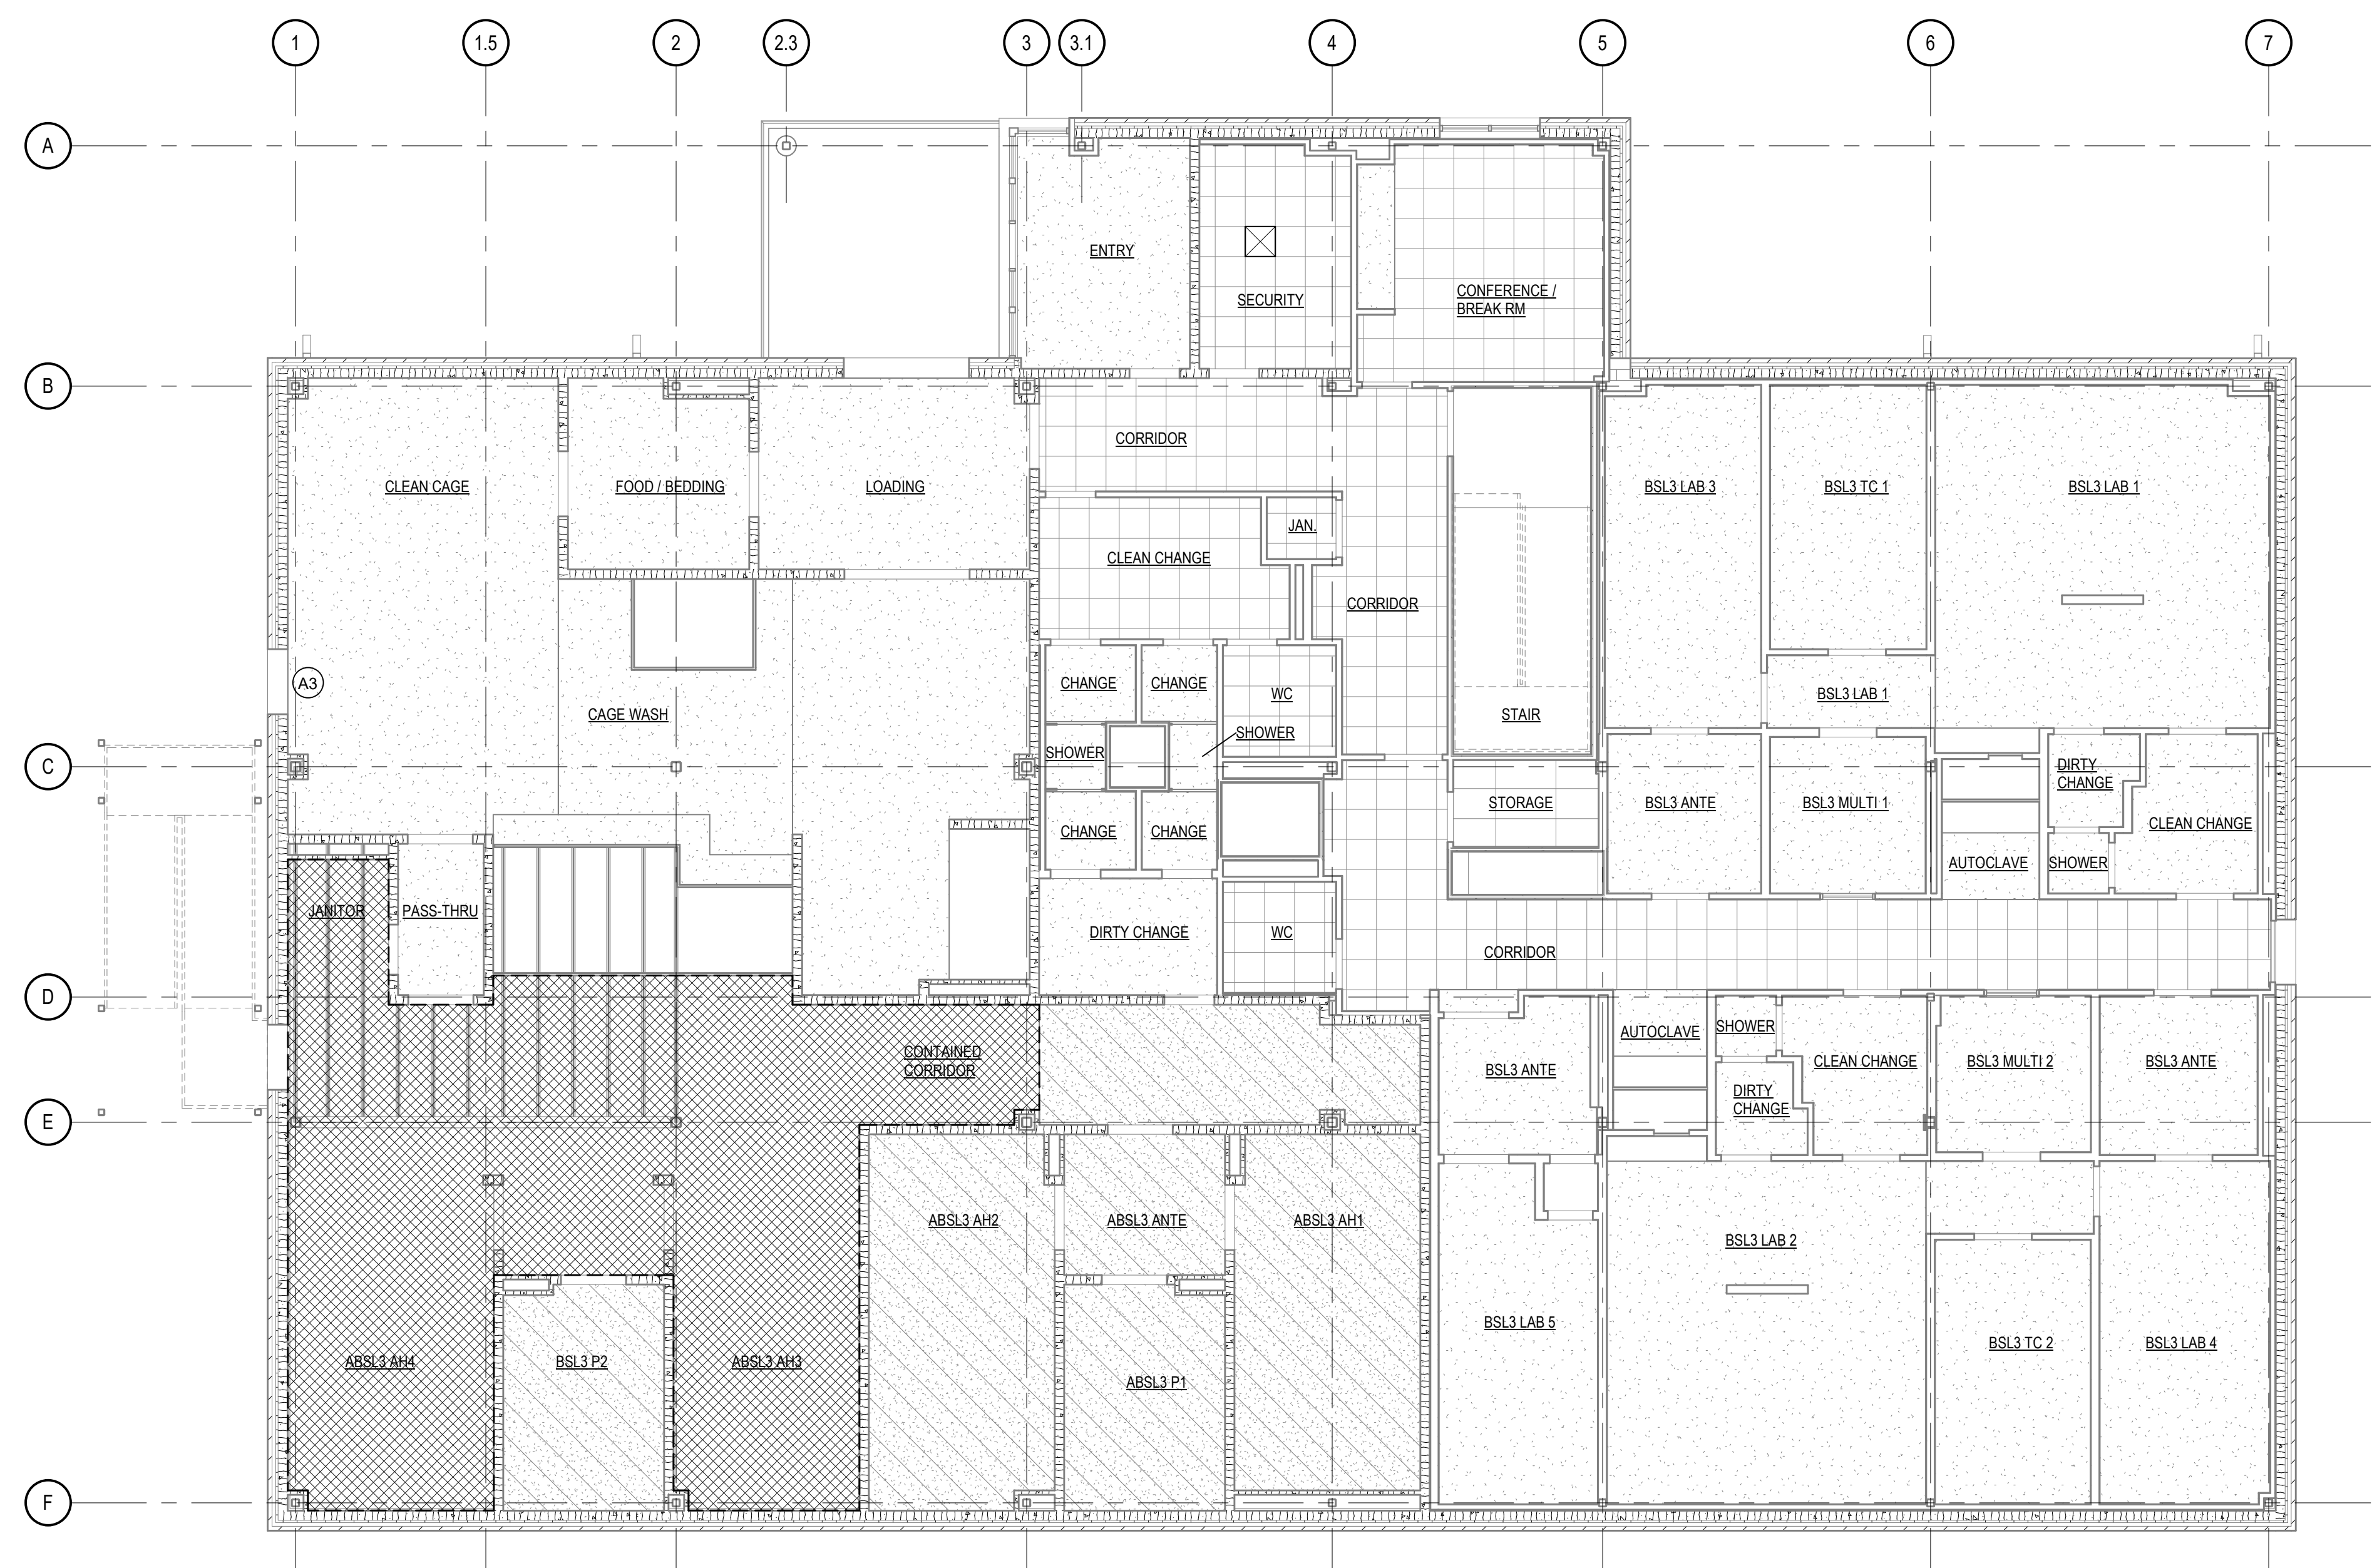 1
1.5
2
2.3
3
3.1
4
5
6
7
A
ENTRY
SECURITY
CONFERENCE /
BREAK RM
B
CORRIDOR
CLEAN CAGE
FOOD / BEDDING
LOADING
BSL3 LAB 3
BSL3 TC 1
BSL3 LAB 1
JAN.
CLEAN CHANGE
CORRIDOR
A3
CHANGE
CHANGE
WC
BSL3 LAB 1
CAGE WASH
STAIR
SHOWER
SHOWER
C
DIRTY
CHANGE
STORAGE
BSL3 ANTE
BSL3 MULTI 1
CHANGE
CHANGE
CLEAN CHANGE
AUTOCLAVE
SHOWER
JANITOR
PASS-THRU
DIRTY CHANGE
WC
CORRIDOR
D
CONTAINED
CORRIDOR
AUTOCLAVE
SHOWER
BSL3 ANTE
CLEAN CHANGE
BSL3 MULTI 2
BSL3 ANTE
DIRTY
CHANGE
E
ABSL3 AH2
ABSL3 ANTE
ABSL3 AH1
BSL3 LAB 2
BSL3 LAB 5
BSL3 TC 2
BSL3 LAB 4
ABSL3 AH4
BSL3 P2
ABSL3 AH3
ABSL3 P1
F